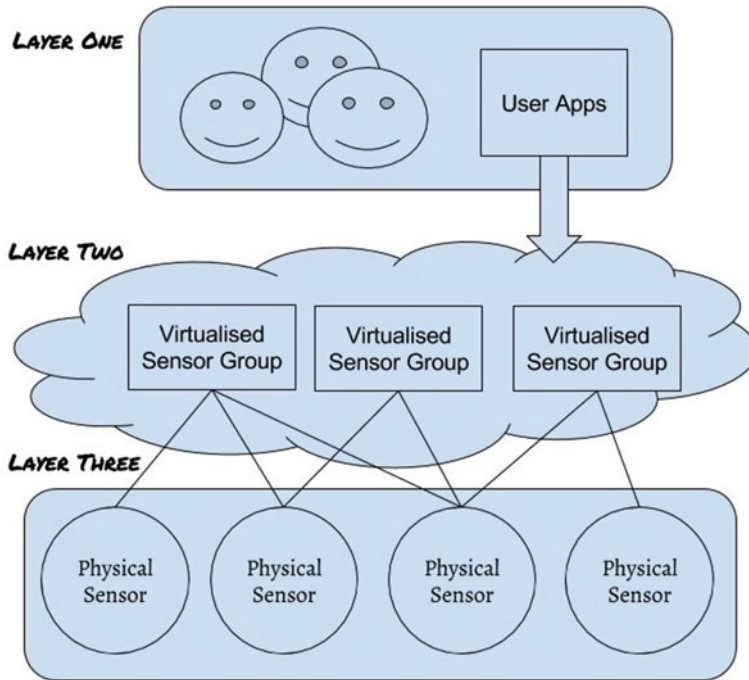 LAYER ONE
User Apps
LAYER TWO
Virtualised
Sensor Group
Virtualised
Sensor Group
Virtualised
Sensor Group
LAYER THREE
Physical
Sensor
Physical
Sensor
Physical
Sensor
Physical
Sensor